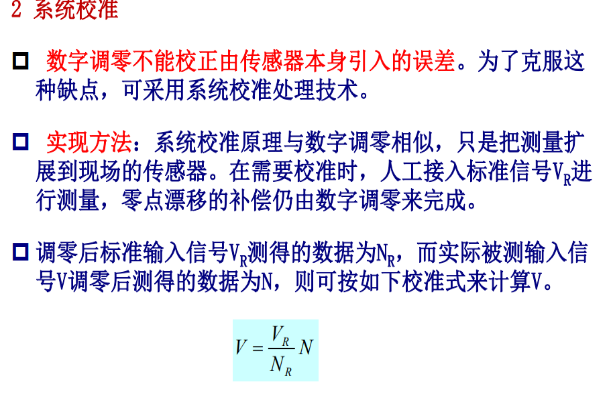 2 系统校准
数字调零不能校正由传感器本身引入的误差。为了克服这
种缺点，可采用系统校准处理技术。
实现方法：系统校准原理与数字调零相似，只是把测量扩
展到现场的传感器。在需要校准时，人工接入标准信号V_R进
行测量，零点漂移的补偿仍由数字调零来完成。
调零后标准输入信号V_R测得的数据为N_R，而实际被测输入信
号V调零后测得的数据为N，则可按如下校准式来计算V。
V = \frac{V_R}{N_R} N